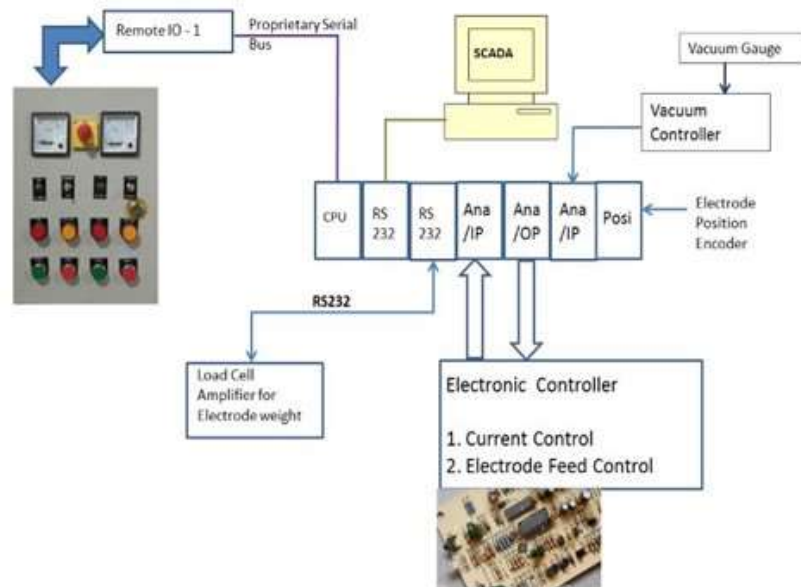 Remote IO - 1
Proprietary Serial
Bus
SCADA
Vacuum Gauge
Vacuum
Controller
CPU
RS
232
RS
232
Ana
/IP
Ana
/OP
Ana
/IP
Posi
Electrode
Position
Encoder
RS232
Load Cell
Amplifier for
Electrode weight
Electronic Controller
1. Current Control
2. Electrode Feed Control